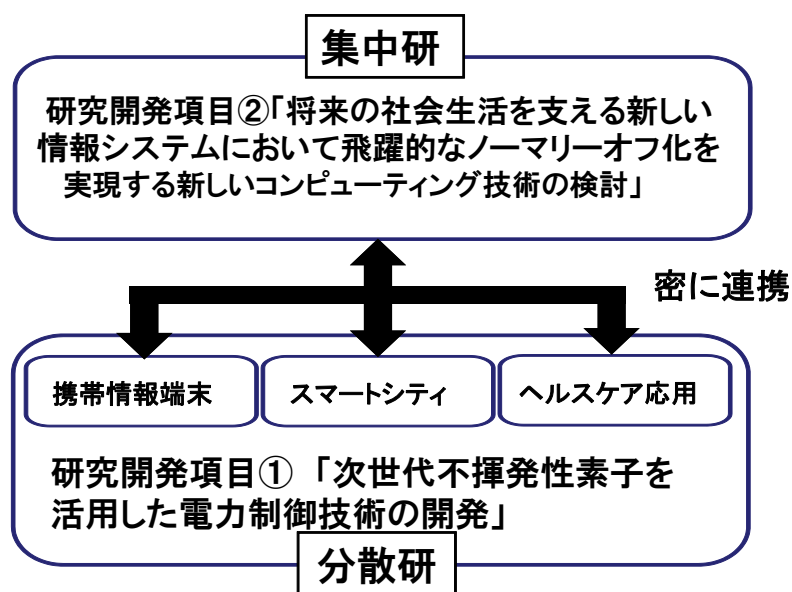 集中研
研究開発項目②「将来の社会生活を支える新しい
情報システムにおいて飛躍的なノーマリーオフ化を
実現する新しいコンピューティング技術の検討」
密に連携
携帯情報端末
スマートシティ
ヘルスケア応用
研究開発項目① 「次世代不揮発性素子を
活用した電力制御技術の開発」
分散研